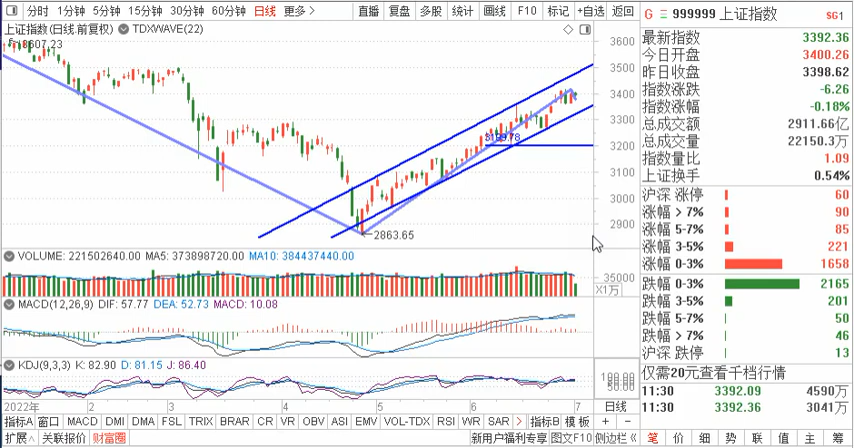 分时 1分钟 5分钟 15分钟 30分钟 60分钟 日线 更多 > 直播 复盘 多股 统计 画线 F10 标记 +自选 返回
G 三 999999 上证指数 SG1
上证指数(日线.前复权) TDXWAVE(22)
3607.23
3600
3500
3400
3300
3200
3100
3000
2900
3199.78
2863.65
最新指数 3392.36
今日开盘 3400.26
昨日收盘 3398.62
指数涨跌 -6.26
指数涨幅 -0.18%
总成交额 2911.66亿
总成交量 22150.3万
指数量比 1.09
上证换手 0.54%
沪深 涨停 60
涨幅 > 7% 90
涨幅 5-7% 85
涨幅 3-5% 221
涨幅 0-3% 1658
跌幅 0-3% 2165
跌幅 3-5% 201
跌幅 5-7% 50
跌幅 > 7% 46
沪深 跌停 13
仅需20元查看千档行情
11:30 3392.09 4590万
11:30 3392.36 3041万
VOLUME: 221502640.00 MA5: 373898720.00 MA10: 384437440.00
35000
X1万
MACD(12,26,9) DIF: 57.77 DEA: 52.73 MACD: 10.08
KDJ(9,3,3) K: 82.90 D: 81.15 J: 86.40
100.00
2022年 2 3 4 5 6 7 日线
指标A 窗口 MACD DMI DMA FSL TRIX BRAR CR VR OBV ASI EMV VOL-TDX RSI WR SAR > 指标B 模板 + −
扩展∧ 关联报价 财富圈 新用户福利专享 图文F10 侧边栏《
笔 价 细 势 联 值 主 筹